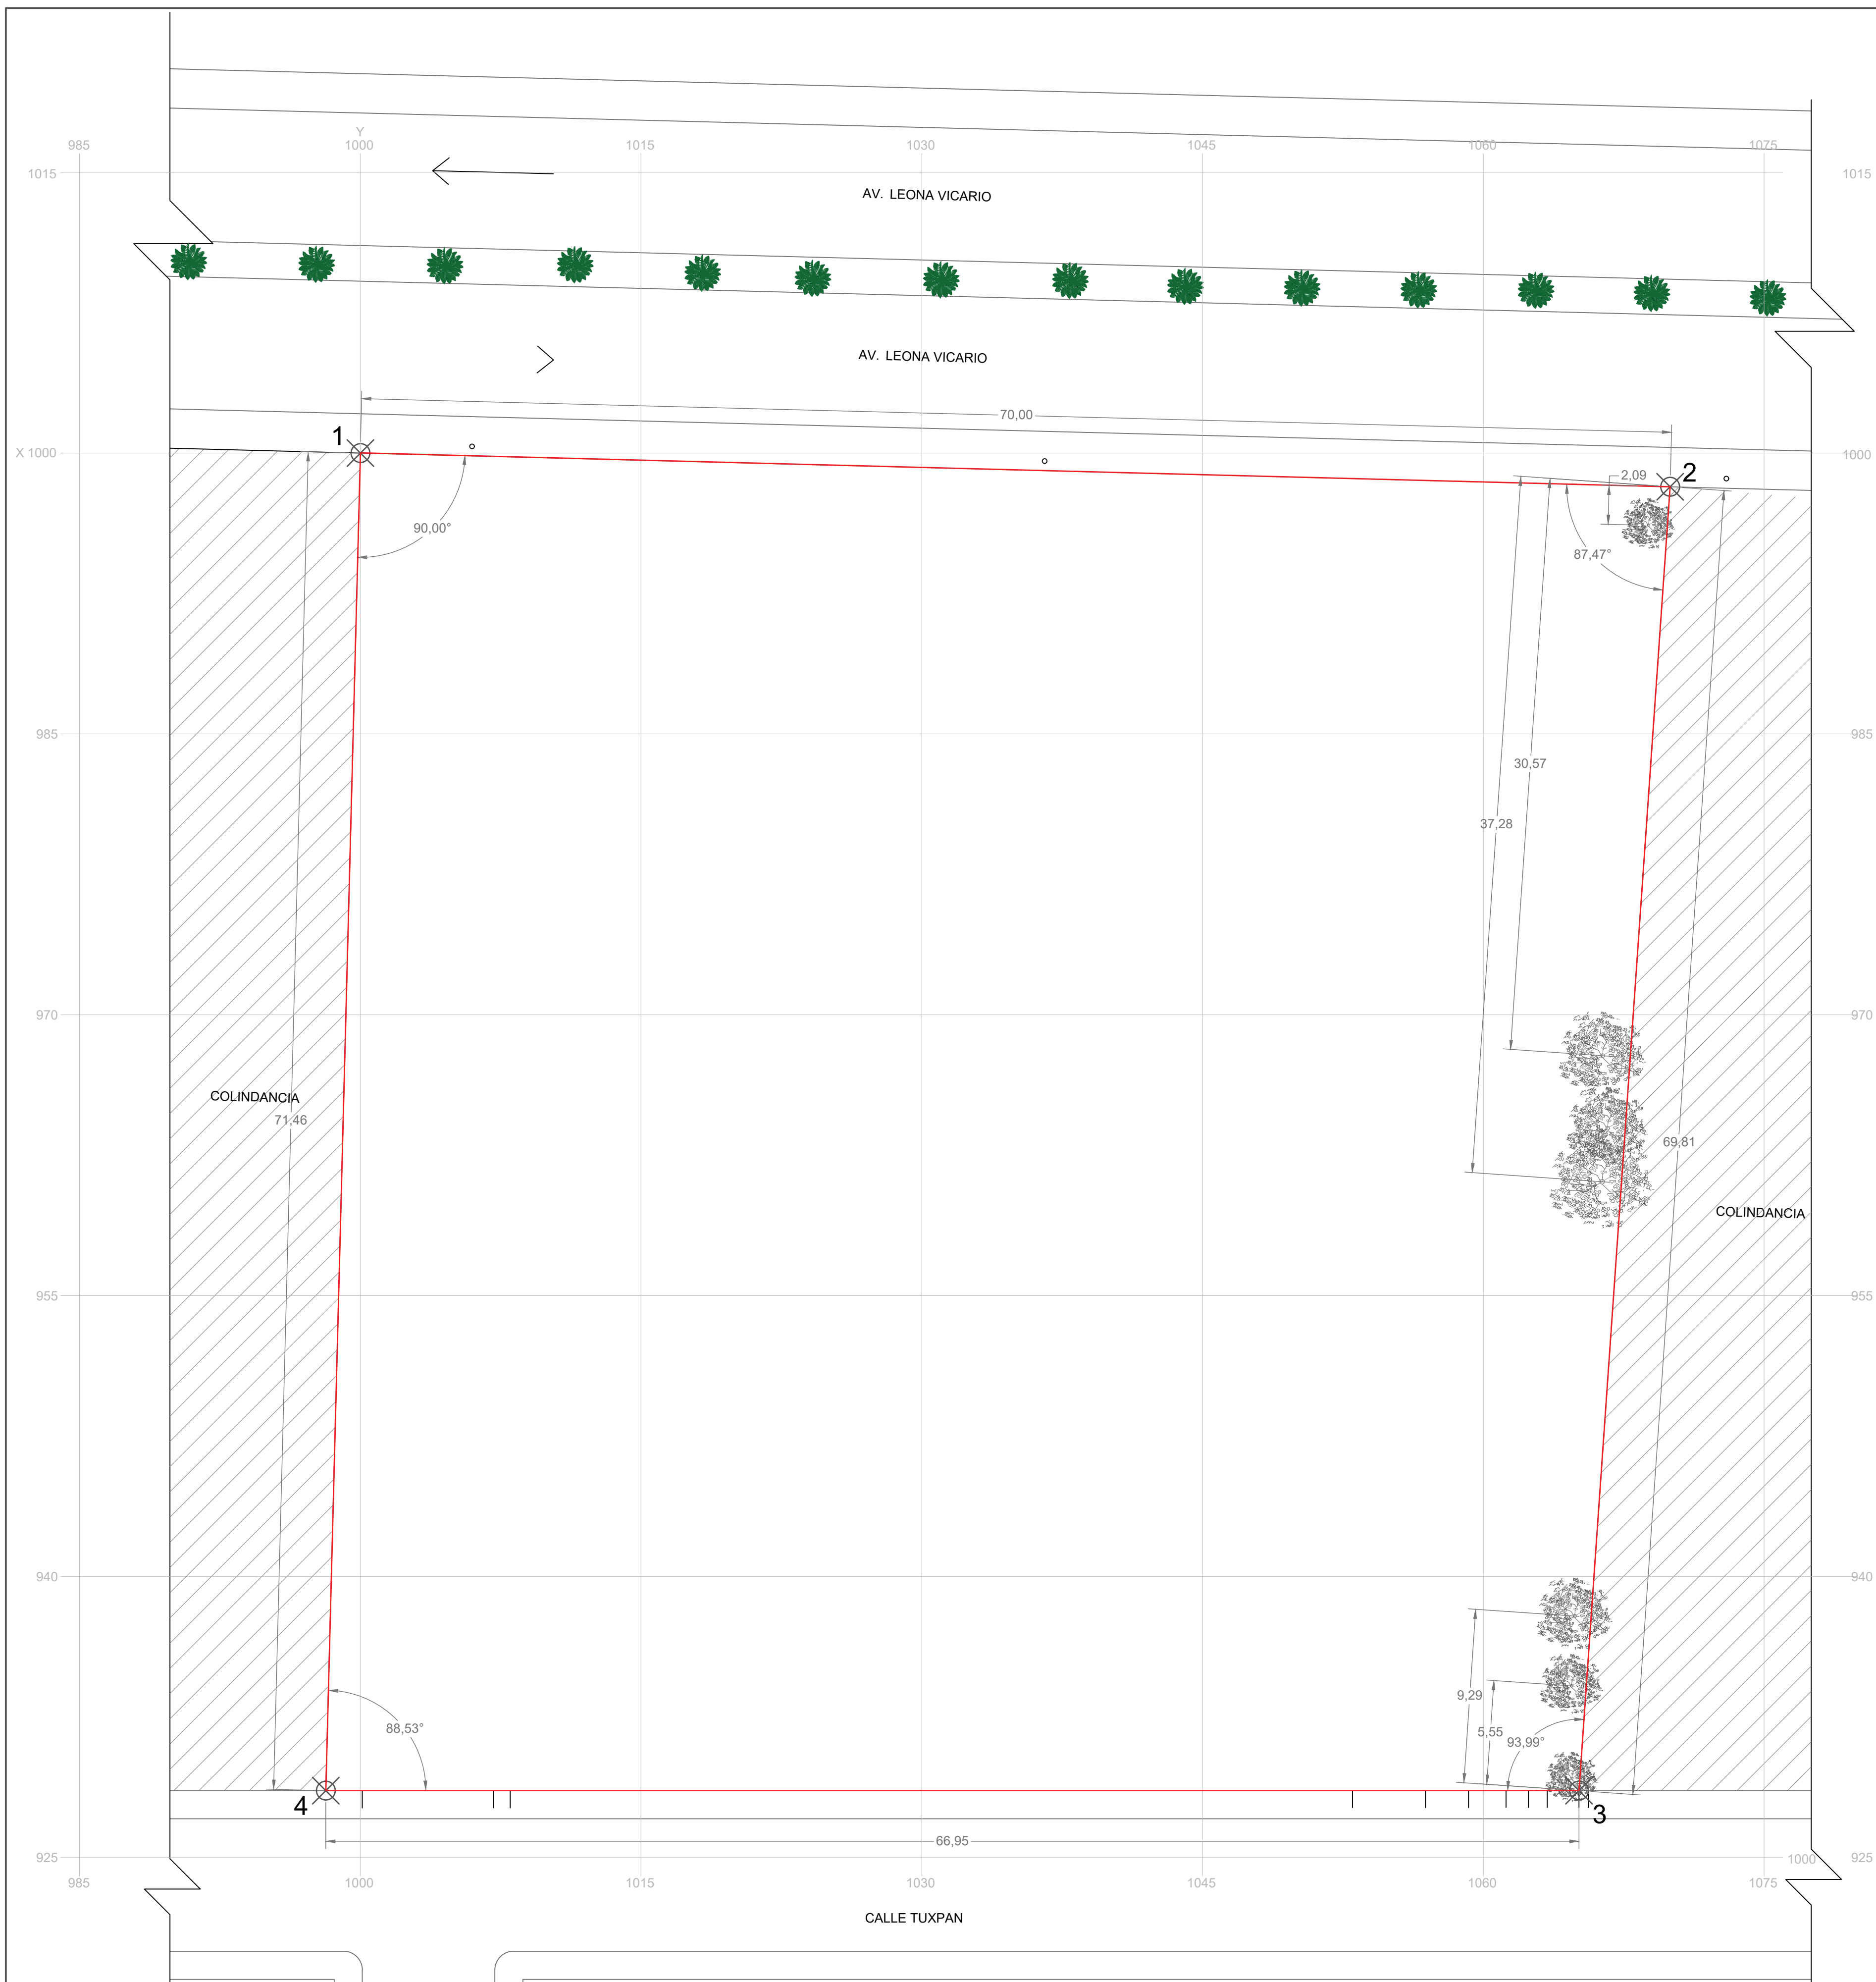 Y
985 1000 1015 1030 1045 1060 1075
1015 1015
AV. LEONA VICARIO
AV. LEONA VICARIO
70,00
1
X 1000 1000
2
2,09
90,00°
87,47°
985 985
30,57
37,28
970 970
COLINDANCIA
71,46
69,81
COLINDANCIA
955 955
940 940
9,29
88,53°
5,55
93,99°
4
3
66,95
925 1000 925
985 1000 1015 1030 1045 1060 1075
CALLE TUXPAN